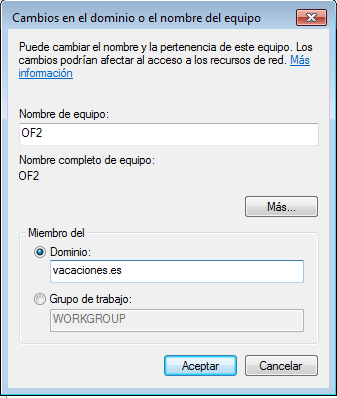 Cambios en el dominio o el nombre del equipo
Puede cambiar el nombre y la pertenencia de este equipo. Los
cambios podrían afectar al acceso a los recursos de red. Más
información
Nombre de equipo:
OF2
Nombre completo de equipo:
OF2
Más...
Miembro del
Dominio:
vacaciones.es
Grupo de trabajo:
WORKGROUP
Aceptar
Cancelar